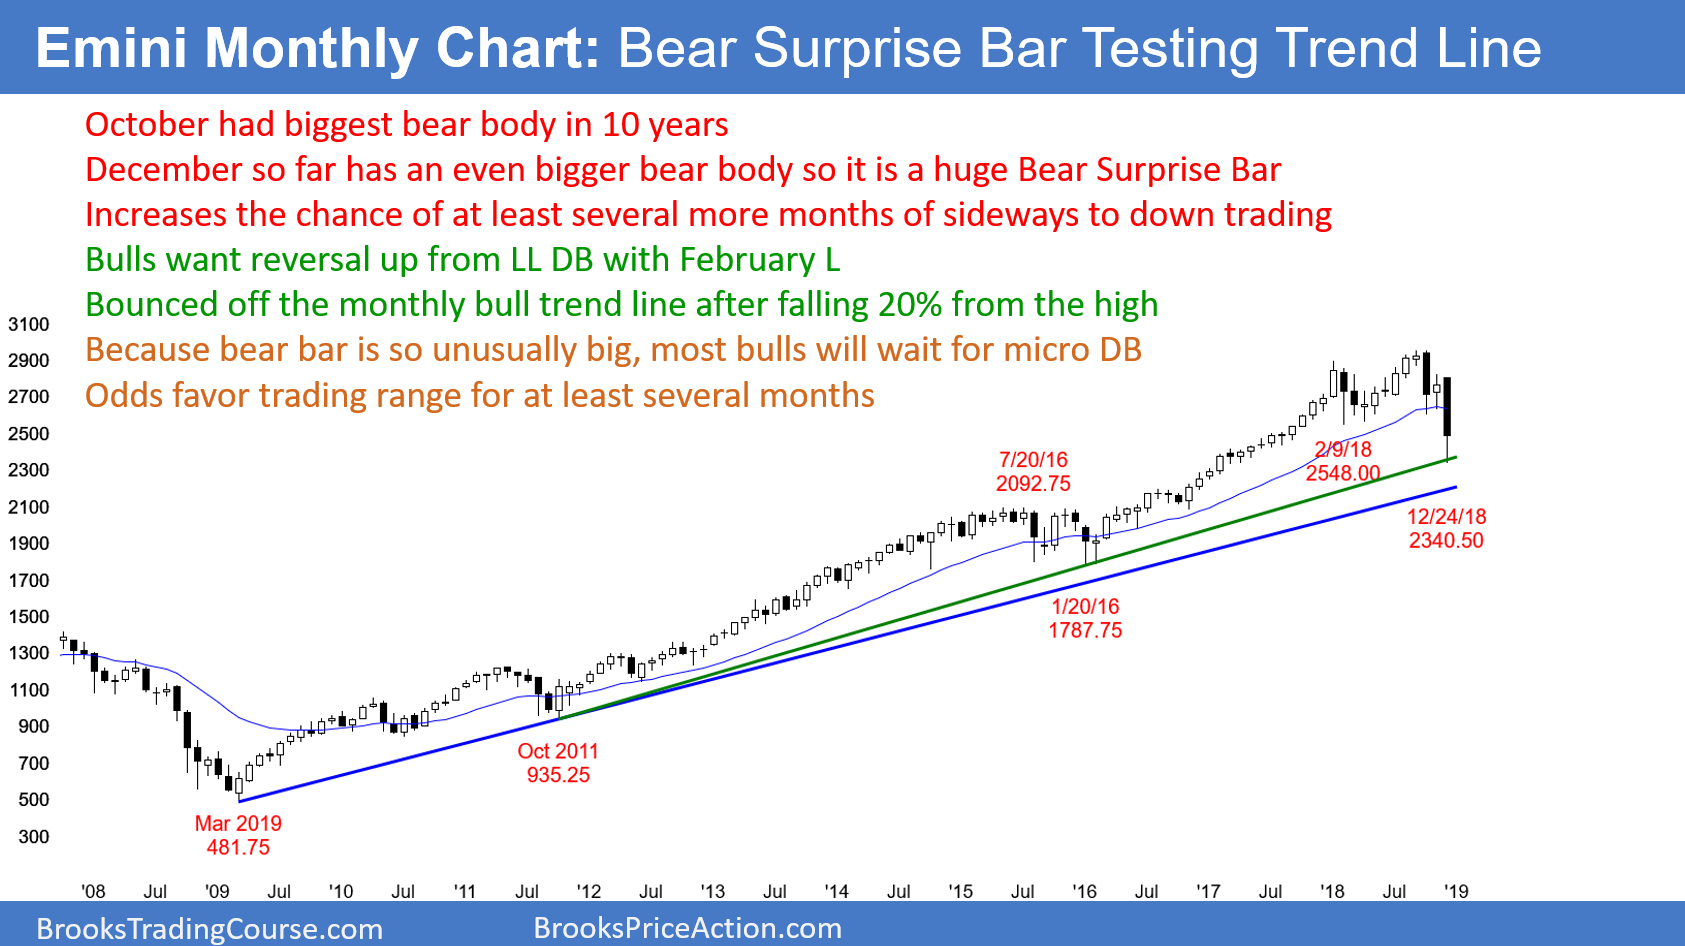 Emini Monthly Chart: Bear Surprise Bar Testing Trend Line
October had biggest bear body in 10 years
December so far has an even bigger bear body so it is a huge Bear Surprise Bar
Increases the chance of at least several more months of sideways to down trading
Bulls want reversal up from LL DB with February L
Bounced off the monthly bull trend line after falling 20% from the high
Because bear bar is so unusually big, most bulls will wait for micro DB
Odds favor trading range for at least several months
3100
2900
2700
2500
2300
2100
1900
1700
1500
1300
1100
900
700
500
300
7/20/16
2092.75
2/9/18
2548.00
12/24/18
2340.50
1/20/16
1787.75
Oct 2011
935.25
Mar 2019
481.75
'08 Jul '09 Jul '10 Jul '11 Jul '12 Jul '13 Jul '14 Jul '15 Jul '16 Jul '17 Jul '18 Jul '19
BrooksTradingCourse.com
BrooksPriceAction.com